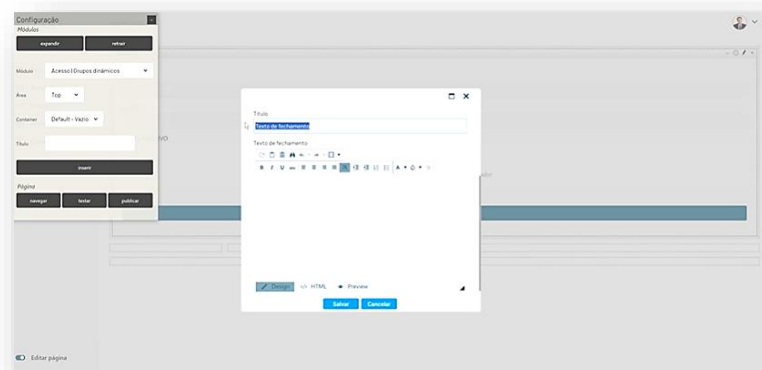 Configuração
Módulos
expandir
retrair
Módulo
Acesso | Grupos dinâmicos
Área
Top
Container
Default - Vazio
Título
inserir
Página
navegar
testar
publicar
Editar página
Título
Texto de fechamento
Texto de fechamento
Design
HTML
Preview
Salvar
Cancelar